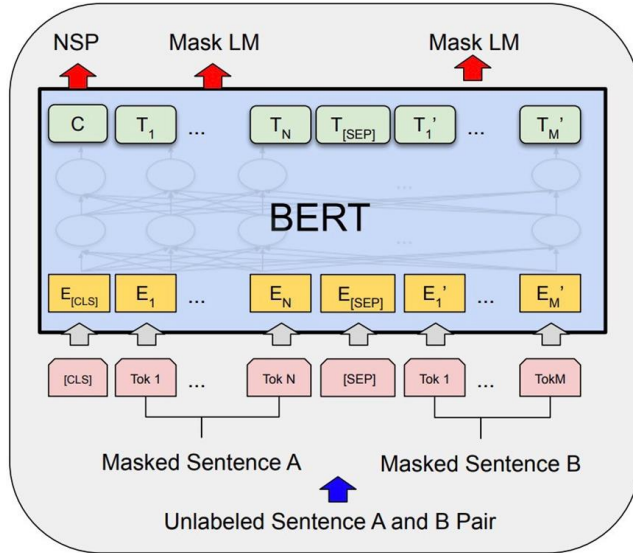 NSP Mask LM Mask LM
C T1 ... TN T[SEP] T1' ... TM'
...
BERT
...
E[CLS] E1 ... EN E[SEP] E1' ... EM'
[CLS] Tok 1 ... Tok N [SEP] Tok 1 ... TokM
Masked Sentence A Masked Sentence B
Unlabeled Sentence A and B Pair